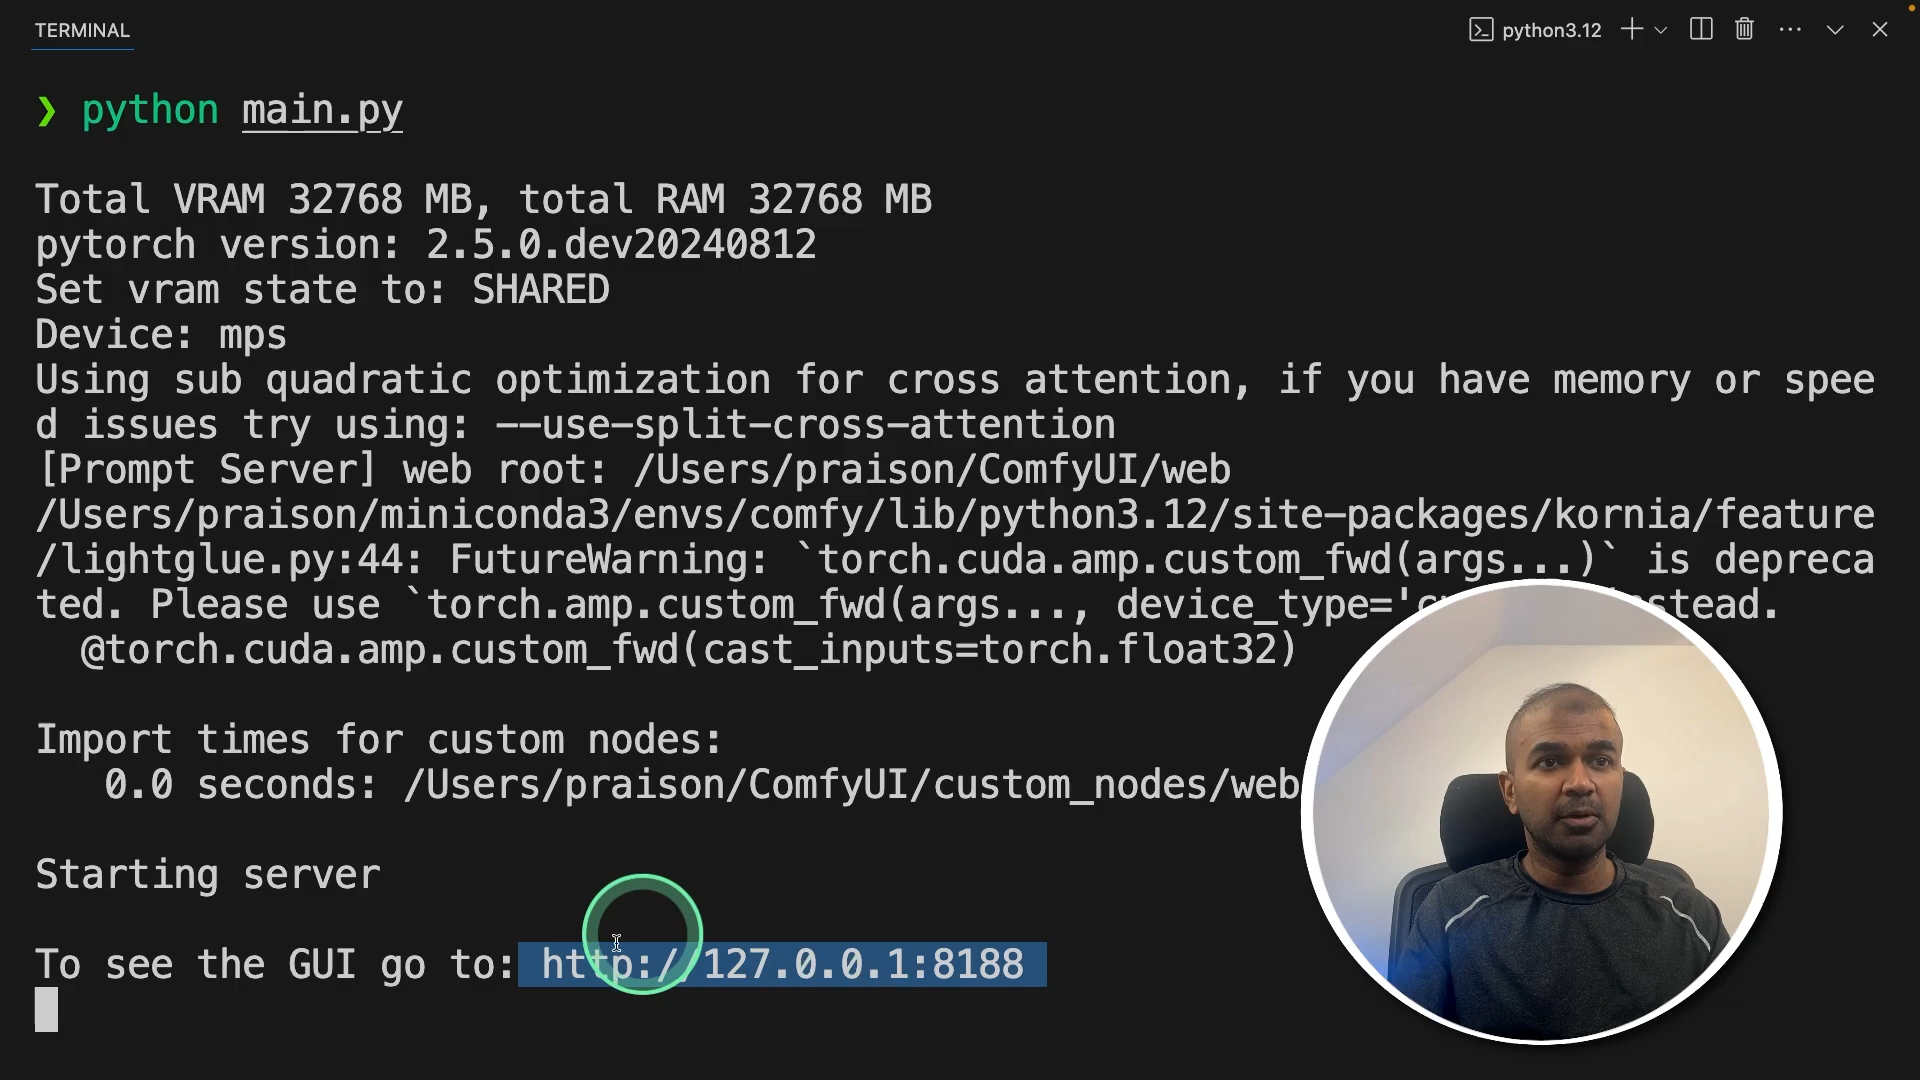 TERMINAL
python3.12
❯ python main.py
Total VRAM 32768 MB, total RAM 32768 MB
pytorch version: 2.5.0.dev20240812
Set vram state to: SHARED
Device: mps
Using sub quadratic optimization for cross attention, if you have memory or spee
d issues try using: --use-split-cross-attention
[Prompt Server] web root: /Users/praison/ComfyUI/web
/Users/praison/miniconda3/envs/comfy/lib/python3.12/site-packages/kornia/feature
/lightglue.py:44: FutureWarning: `torch.cuda.amp.custom_fwd(args...)` is depreca
ted. Please use `torch.amp.custom_fwd(args..., device_type='
@torch.cuda.amp.custom_fwd(cast_inputs=torch.float32)
Import times for custom nodes:
0.0 seconds: /Users/praison/ComfyUI/custom_nodes/web
Starting server
To see the GUI go to: http://127.0.0.1:8188